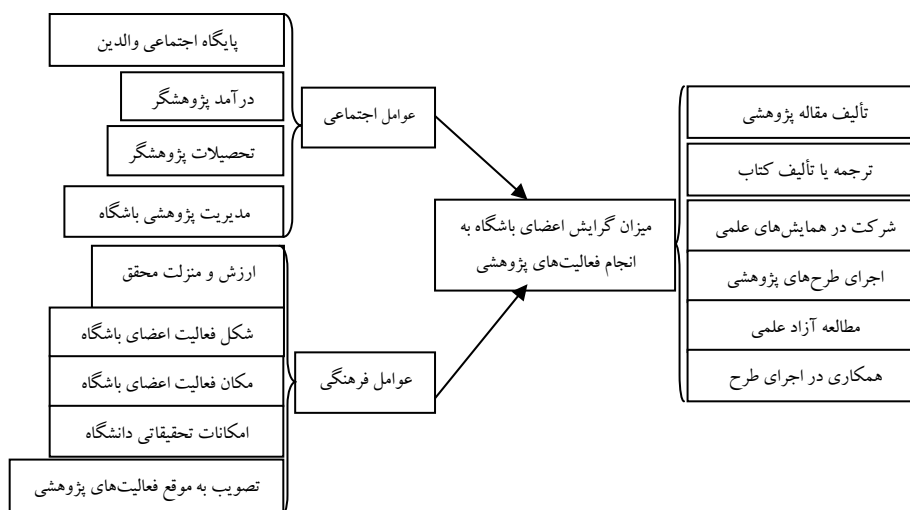 تألیف مقاله پژوهشی
ترجمه یا تألیف کتاب
شرکت در همایش‌های علمی
اجرای طرح‌های پژوهشی
مطالعه آزاد علمی
همکاری در اجرای طرح
میزان گرایش اعضای باشگاه به
انجام فعالیت‌های پژوهشی
عوامل اجتماعی
پایگاه اجتماعی والدین
درآمد پژوهشگر
تحصیلات پژوهشگر
مدیریت پژوهشی باشگاه
عوامل فرهنگی
ارزش و منزلت محقق
شکل فعالیت اعضای باشگاه
مکان فعالیت اعضای باشگاه
امکانات تحقیقاتی دانشگاه
تصویب به موقع فعالیت‌های پژوهشی